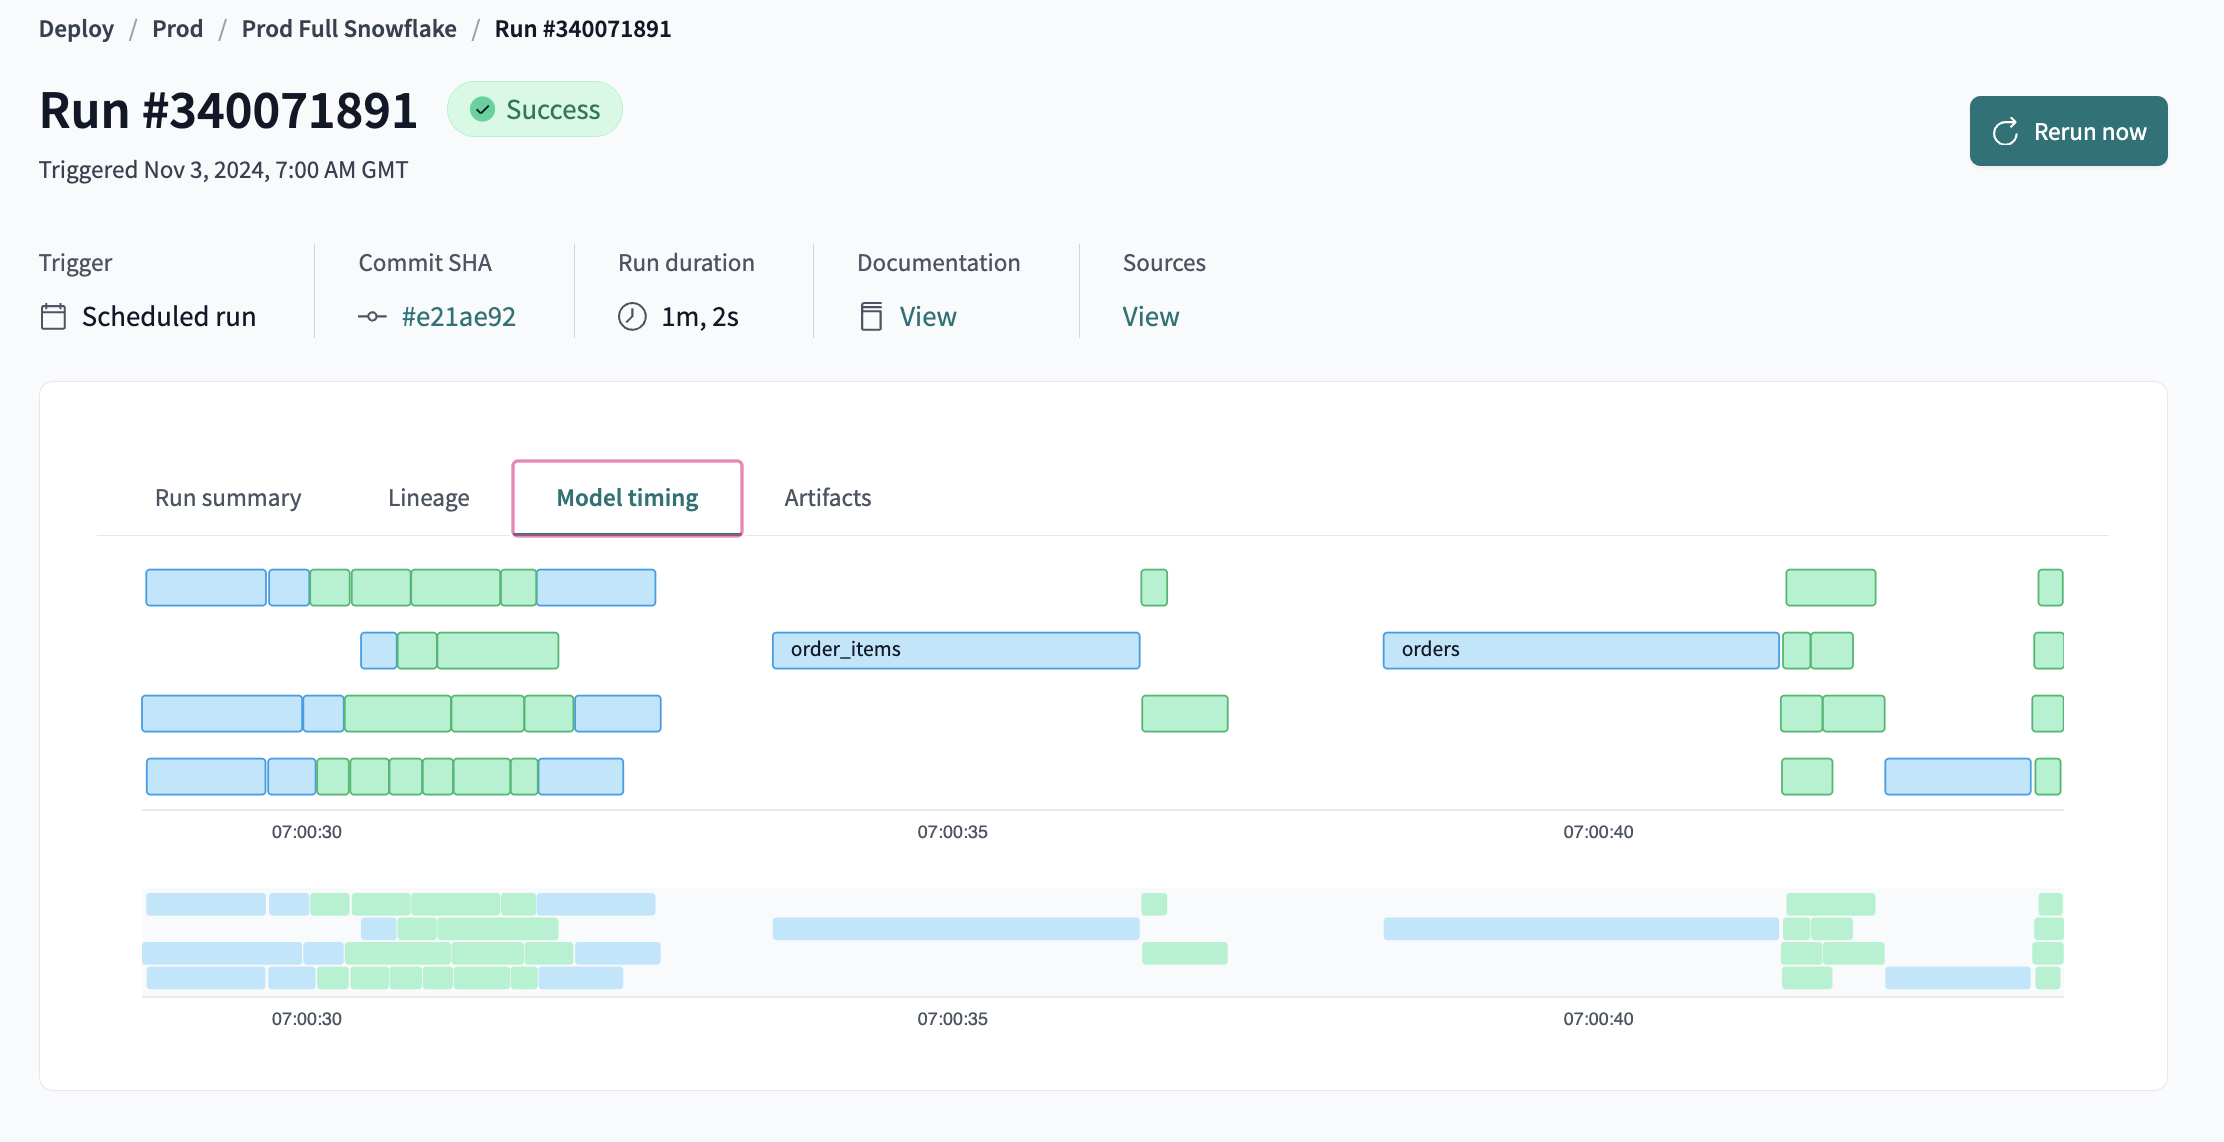 Deploy / Prod / Prod Full Snowflake / Run #340071891
Run #340071891
Success
Rerun now
Triggered Nov 3, 2024, 7:00 AM GMT
Trigger
Scheduled run
Commit SHA
#e21ae92
Run duration
1m, 2s
Documentation
View
Sources
View
Run summary
Lineage
Model timing
Artifacts
order_items
orders
07:00:30
07:00:35
07:00:40
07:00:30
07:00:35
07:00:40